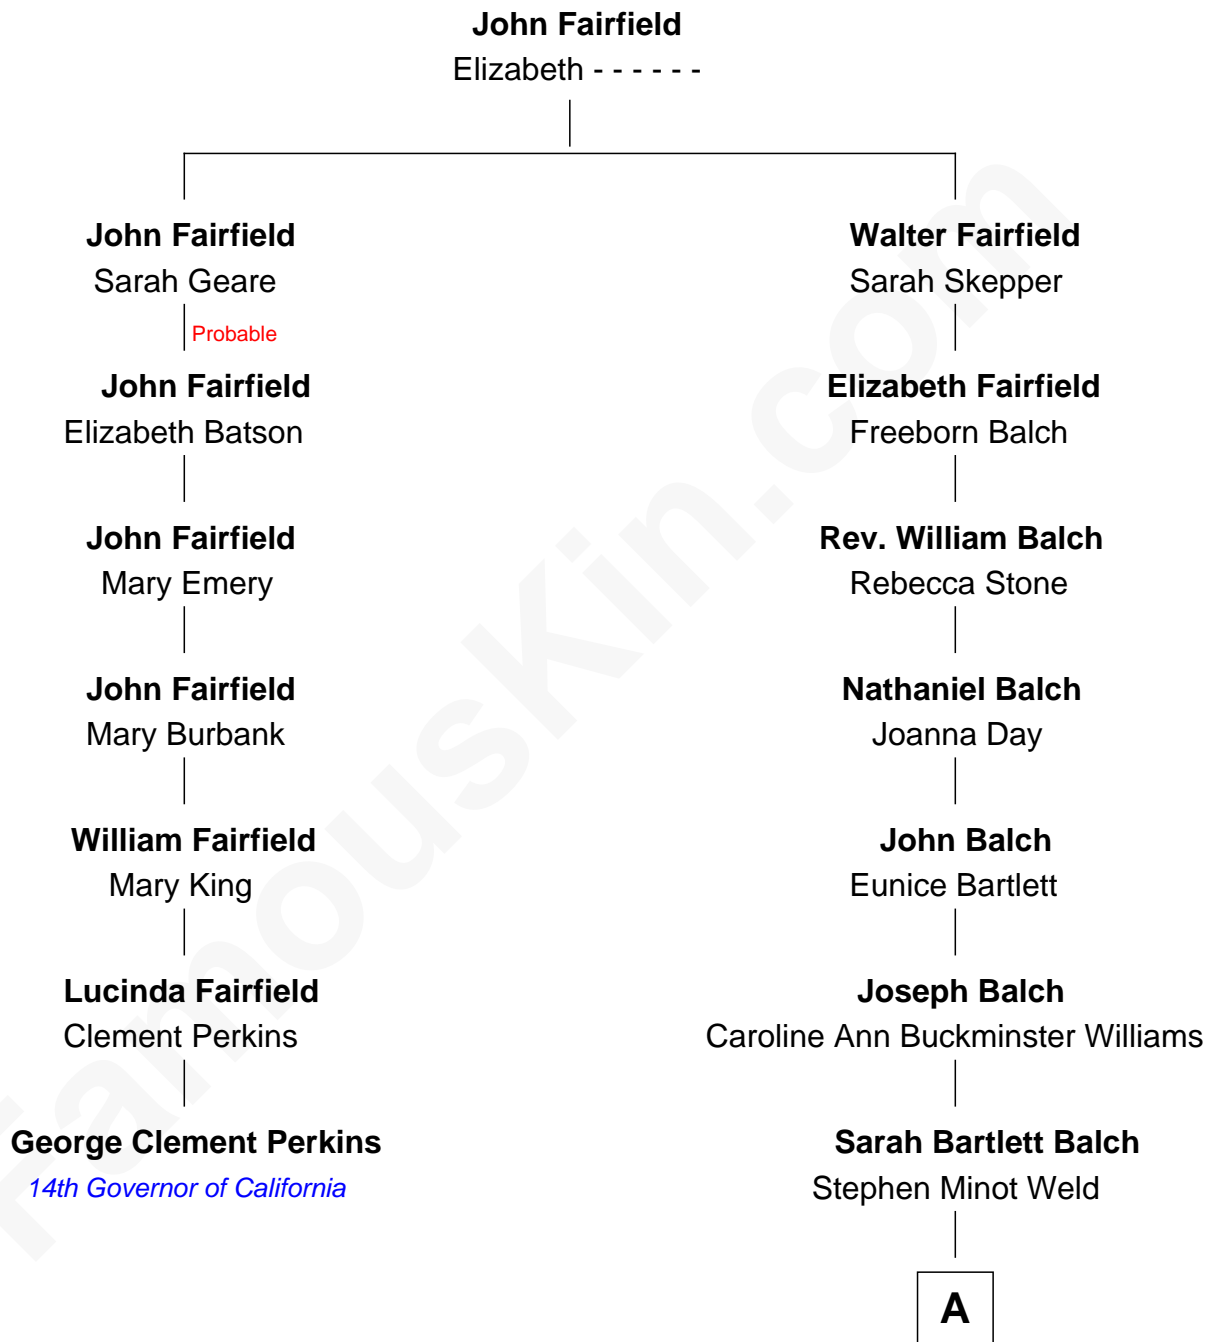 John Fairfield
Elizabeth - - - - - -
John Fairfield
Sarah Geare
Probable
John Fairfield
Elizabeth Batson
John Fairfield
Mary Emery
John Fairfield
Mary Burbank
William Fairfield
Mary King
Lucinda Fairfield
Clement Perkins
George Clement Perkins
14th Governor of California
Walter Fairfield
Sarah Skepper
Elizabeth Fairfield
Freeborn Balch
Rev. William Balch
Rebecca Stone
Nathaniel Balch
Joanna Day
John Balch
Eunice Bartlett
Joseph Balch
Caroline Ann Buckminster Williams
Sarah Bartlett Balch
Stephen Minot Weld
A
FamousKin.com